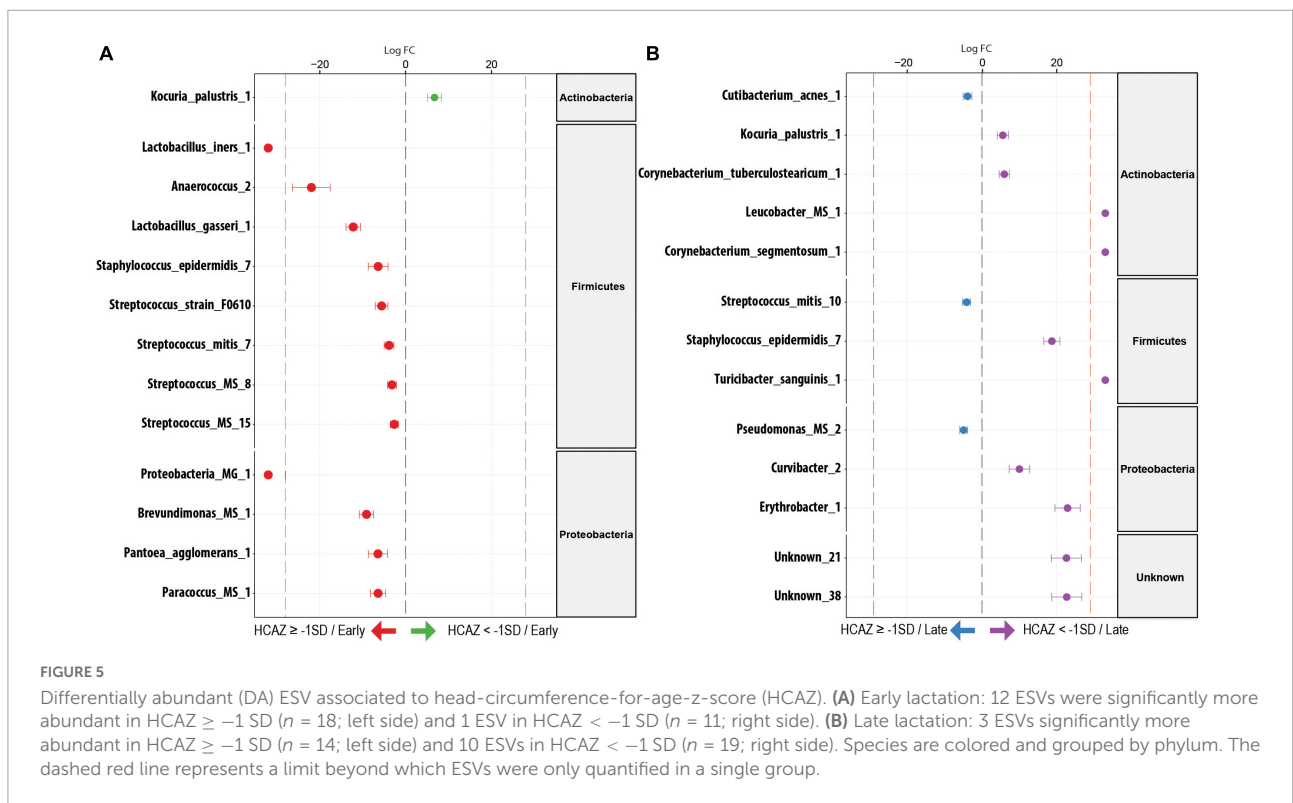 A
Log FC
−20 0 20
Kocuria_palustris_1
Actinobacteria
Lactobacillus_iners_1
Anaerococcus_2
Lactobacillus_gasseri_1
Staphylococcus_epidermidis_7
Streptococcus_strain_F0610
Streptococcus_mitis_7
Streptococcus_MS_8
Streptococcus_MS_15
Firmicutes
Proteobacteria_MG_1
Brevundimonas_MS_1
Pantoea_agglomerans_1
Paracoccus_MS_1
Proteobacteria
HCAZ ≥ -1SD / Early
HCAZ < -1SD / Early
B
Log FC
−20 0 20
Cutibacterium_acnes_1
Kocuria_palustris_1
Corynebacterium_tuberculostearicum_1
Leucobacter_MS_1
Corynebacterium_segmentosum_1
Actinobacteria
Streptococcus_mitis_10
Staphylococcus_epidermidis_7
Turicibacter_sanguinis_1
Firmicutes
Pseudomonas_MS_2
Curvibacter_2
Erythrobacter_1
Proteobacteria
Unknown_21
Unknown_38
Unknown
HCAZ ≥ -1SD / Late
HCAZ < -1SD / Late
FIGURE 5
Differentially abundant (DA) ESV associated to head-circumference-for-age-z-score (HCAZ). (A) Early lactation: 12 ESVs were significantly more
abundant in HCAZ ≥ −1 SD (n = 18; left side) and 1 ESV in HCAZ < −1 SD (n = 11; right side). (B) Late lactation: 3 ESVs significantly more
abundant in HCAZ ≥ −1 SD (n = 14; left side) and 10 ESVs in HCAZ < −1 SD (n = 19; right side). Species are colored and grouped by phylum. The
dashed red line represents a limit beyond which ESVs were only quantified in a single group.